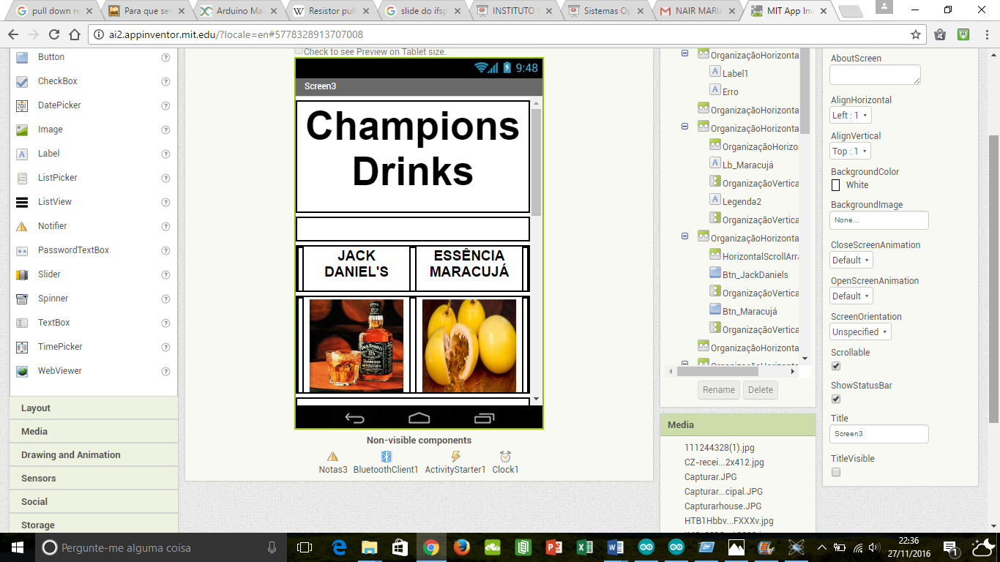 pull down re
Para que ser
Arduino Ma
Resistor pull
slide do ifsp
INSTITUTO
Sistemas Op
NAIR MARI
MIT App Inv
ai2.appinventor.mit.edu/?locale=en#5778328913707008
Button
CheckBox
DatePicker
Image
Label
ListPicker
ListView
Notifier
PasswordTextBox
Slider
Spinner
TextBox
TimePicker
WebViewer
Layout
Media
Drawing and Animation
Sensors
Social
Storage
Check to see Preview on Tablet size.
9:48
Screen3
Champions
Drinks
JACK
DANIEL'S
ESSÊNCIA
MARACUJÁ
Non-visible components
Notas3
BluetoothClient1
ActivityStarter1
Clock1
OrganizaçãoHorizonta
Label1
Erro
OrganizaçãoHorizonta
OrganizaçãoHorizonta
OrganizaçãoHorizo
Lb_Maracujá
OrganizaçãoVertica
Legenda2
OrganizaçãoVertica
OrganizaçãoHorizonta
HorizontalScrollArra
Btn_JackDaniels
OrganizaçãoVertica
Btn_Maracujá
OrganizaçãoVertica
OrganizaçãoHorizonta
Rename
Delete
Media
111244328(1).jpg
CZ-recei...2x412.jpg
Capturar.JPG
Capturar...cipal.JPG
Capturarhouse.JPG
HTB1Hbbv...FXXXv.jpg
AboutScreen
AlignHorizontal
Left : 1
AlignVertical
Top : 1
BackgroundColor
White
BackgroundImage
None...
CloseScreenAnimation
Default
OpenScreenAnimation
Default
ScreenOrientation
Unspecified
Scrollable
ShowStatusBar
Title
Screen3
TitleVisible
Pergunte-me alguma coisa
22:36
27/11/2016